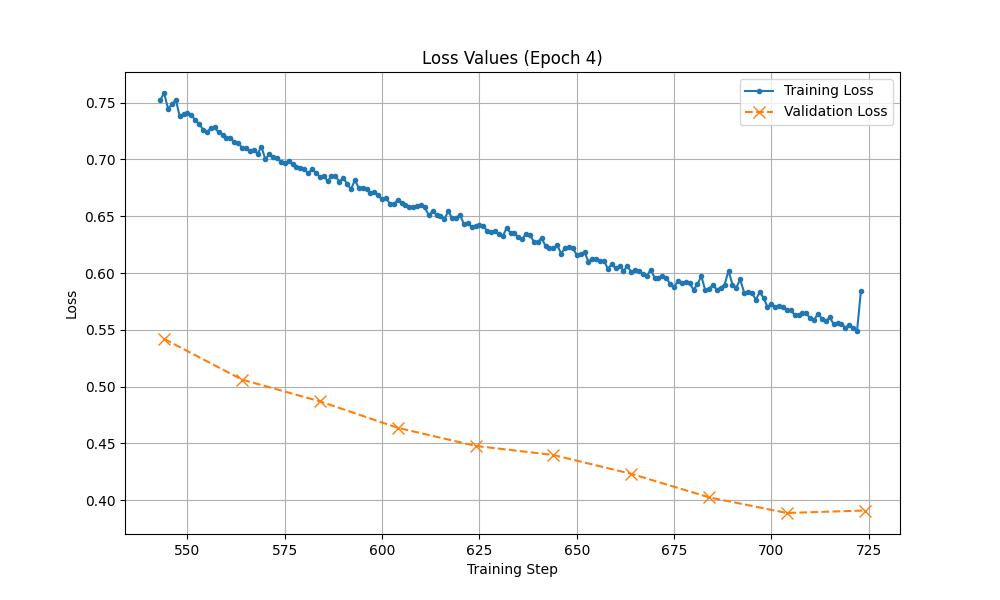 Loss Values (Epoch 4)
Training Loss
Validation Loss
0.75
0.70
0.65
0.60
0.55
0.50
0.45
0.40
Loss
550 575 600 625 650 675 700 725
Training Step